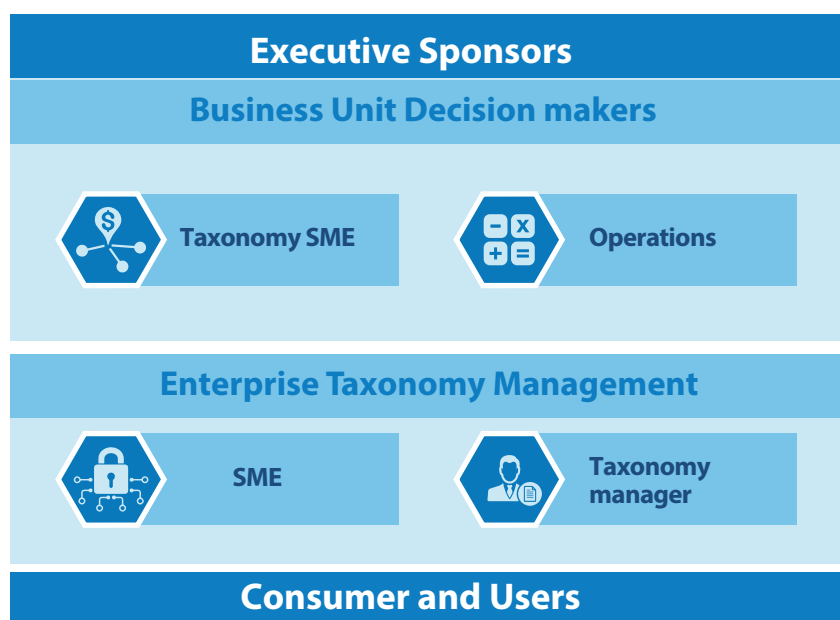 Executive Sponsors
Business Unit Decision makers
$
Taxonomy SME
- x
+ =
Operations
Enterprise Taxonomy Management
SME
Taxonomy
manager
Consumer and Users